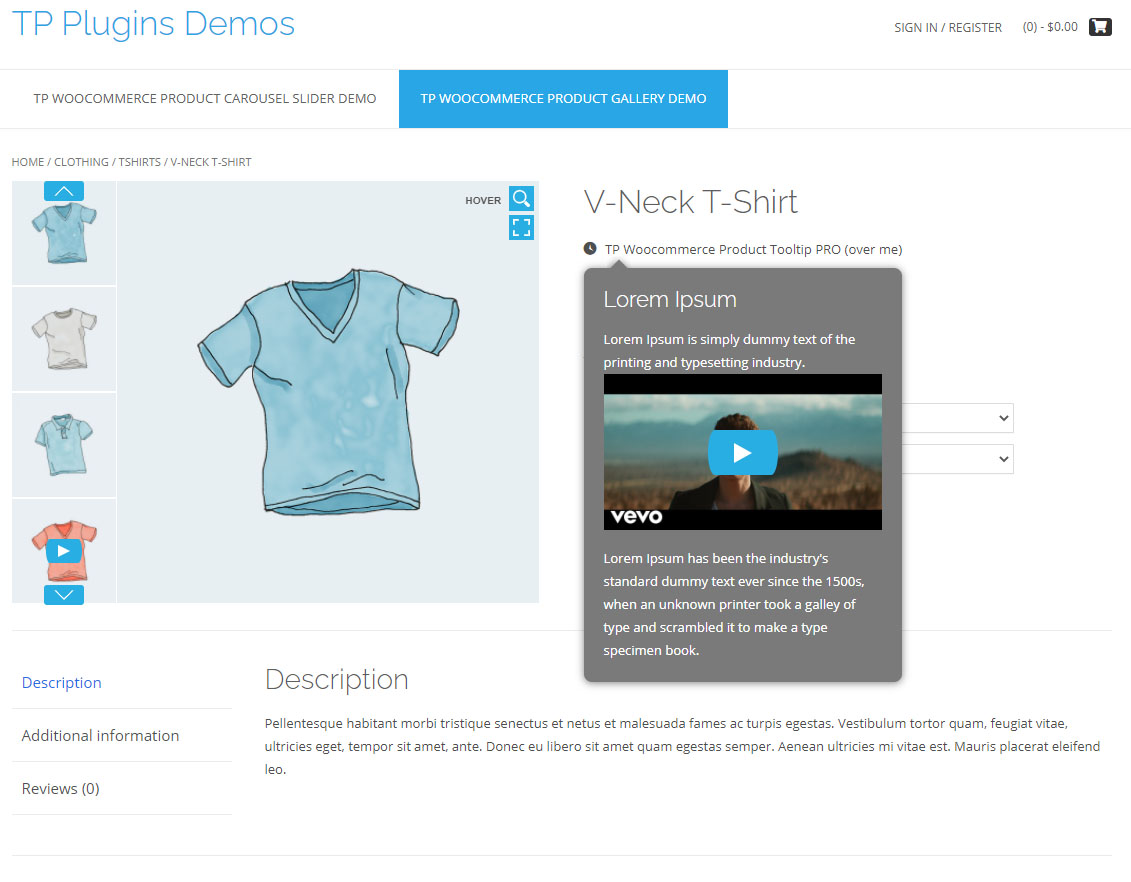 TP Plugins Demos
SIGN IN / REGISTER
(0) - $0.00
TP WOOCOMMERCE PRODUCT CAROUSEL SLIDER DEMO
TP WOOCOMMERCE PRODUCT GALLERY DEMO
HOME / CLOTHING / TSHIRTS / V-NECK T-SHIRT
HOVER
V-Neck T-Shirt
TP Woocommerce Product Tooltip PRO (over me)
Lorem Ipsum
Lorem Ipsum is simply dummy text of the
printing and typesetting industry.
vevo
Lorem Ipsum has been the industry's
standard dummy text ever since the 1500s,
when an unknown printer took a galley of
type and scrambled it to make a type
specimen book.
Description
Additional information
Reviews (0)
Description
Pellentesque habitant morbi tristique senectus et netus et malesuada fames ac turpis egestas. Vestibulum tortor quam, feugiat vitae,
ultricies eget, tempor sit amet, ante. Donec eu libero sit amet quam egestas semper. Aenean ultricies mi vitae est. Mauris placerat eleifend
leo.